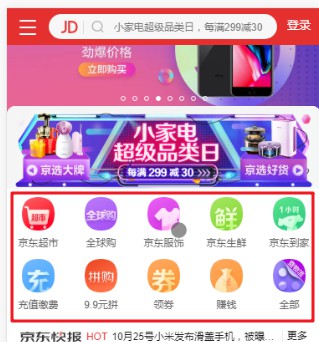 JD 小家电超级品类日，每满299减30 登录
劲爆价格
立即购买
小家电
超级品类日
京选大牌 每满 299 减 30 京选好货
超市 全球购 鲜 1小时
京东超市 全球购 京东服饰 京东生鲜 京东到家
充 拼购 券
充值缴费 9.9元拼 领券 赚钱 全部
京东快报 HOT 10月25号小米发布滑盖手机，被曝... 更多